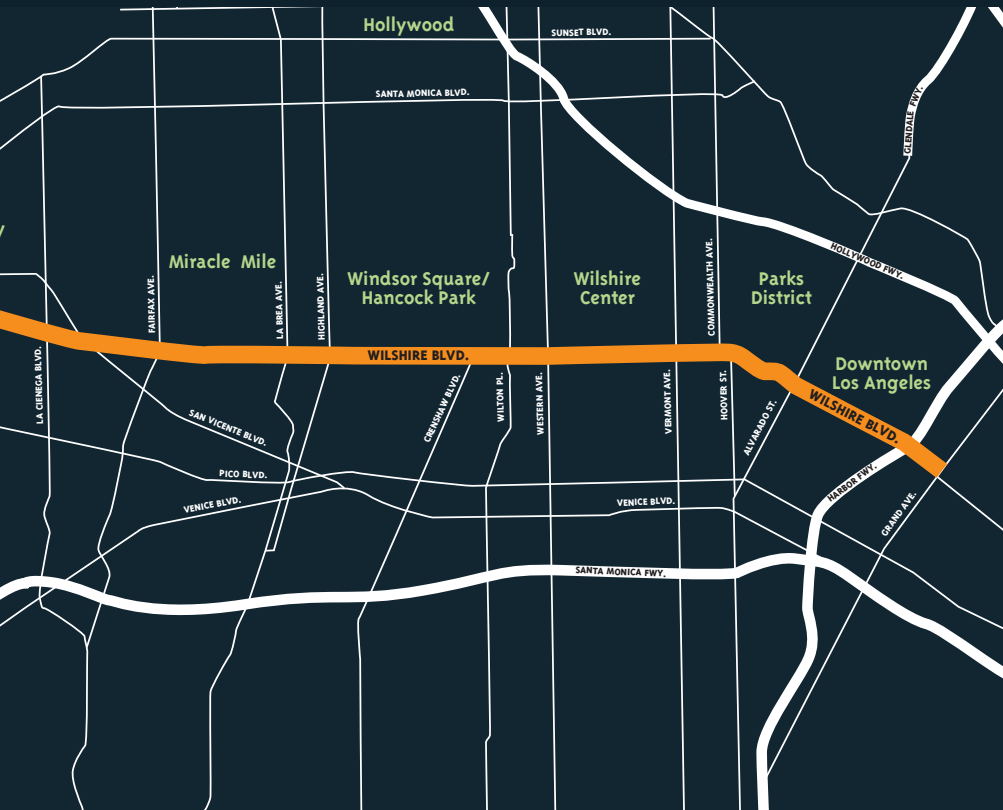 Hollywood
SUNSET BLVD.
SANTA MONICA BLVD.
GLENDALE FWY.
HOLLYWOOD FWY.
Miracle Mile
Windsor Square/
Hancock Park
Wilshire
Center
Parks
District
FAIRFAX AVE.
LA BREA AVE.
HIGHLAND AVE.
COMMONWEALTH AVE.
WILSHIRE BLVD.
Downtown
Los Angeles
WILSHIRE BLVD.
LA CIENEGA BLVD.
SAN VICENTE BLVD.
CRENSHAW BLVD.
WILTON PL.
WESTERN AVE.
VERMONT AVE.
HOOVER ST.
ALVARADO ST.
PICO BLVD.
VENICE BLVD.
VENICE BLVD.
HARBOR FWY.
GRAND AVE.
SANTA MONICA FWY.